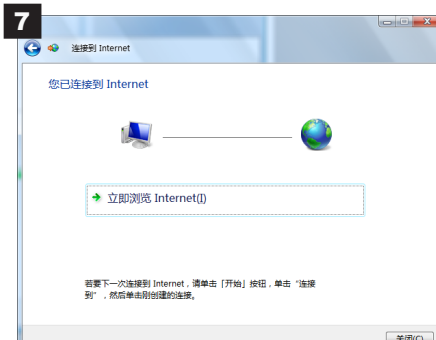 7
连接到 Internet
您已连接到 Internet
立即浏览 Internet(I)
若要下一次连接到 Internet，请单击「开始」按钮，单击“连接
到”，然后单击刚创建的连接。
关闭(C)